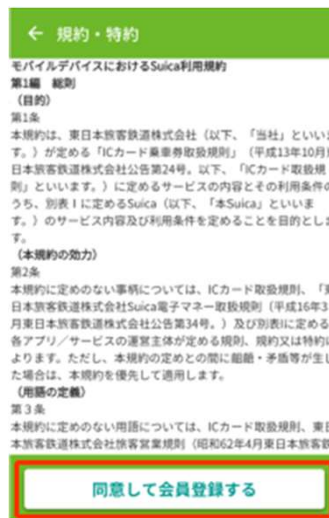 ← 規約・特約
モバイルデバイスにおけるSuica利用規約
第1編 総則
（目的）
第1条
本規約は、東日本旅客鉄道株式会社（以下、「当社」といいま
す。）が定める「ICカード乗車券取扱規則」（平成13年10月東
日本旅客鉄道株式会社公告第24号。以下、「ICカード取扱規
則」といいます。）に定めるサービスの内容とその利用条件の
うち、別表Ⅰに定めるSuica（以下、「本Suica」といいま
す。）のサービス内容及び利用条件を定めることを目的としま
す。
（本規約の効力）
第2条
本規約に定めのない事柄については、ICカード取扱規則、「東
日本旅客鉄道株式会社Suica電子マネー取扱規則（平成16年3
月東日本旅客鉄道株式会社公告第34号。）及び別表Ⅱに定める
各アプリ／サービスの運営主体が定める規則、規約又は特約に
よります。ただし、本規約の定めとの間に齟齬・矛盾等が生じ
た場合は、本規約を優先して適用します。
（用語の定義）
第３条
本規約に定めのない用語については、ICカード取扱規則、東日
本旅客鉄道株式会社旅客営業規則（昭和62年4月東日本旅客鉄
同意して会員登録する